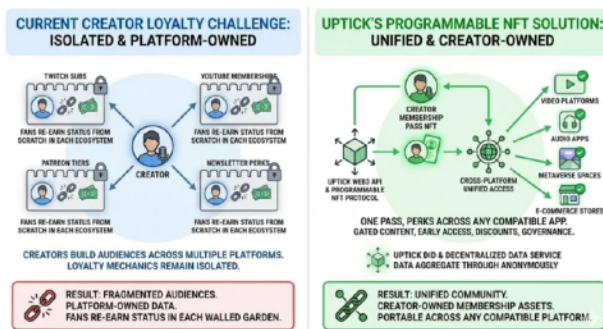 CURRENT CREATOR LOYALTY CHALLENGE:
ISOLATED & PLATFORM-OWNED
TWITCH SUBS
YOUTUBE MEMBERSHIPS
FANS RE-EARN STATUS FROM
SCRATCH IN EACH ECOSYSTEM
FANS RE-EARN STATUS FROM
SCRATCH IN EACH ECOSYSTEM
CREATOR
PATREON TIERS
NEWSLETTER PERKS
FANS RE-EARN STATUS FROM
SCRATCH IN EACH ECOSYSTEM
FANS RE-EARN STATUS FROM
SCRATCH IN EACH ECOSYSTEM
CREATORS BUILD AUDIENCES ACROSS MULTIPLE PLATFORMS.
LOYALTY MECHANICS REMAIN ISOLATED.
RESULT: FRAGMENTED AUDIENCES.
PLATFORM-OWNED DATA.
FANS RE-EARN STATUS IN EACH WALLED GARDEN.
UPTICK'S PROGRAMMABLE NFT SOLUTION:
UNIFIED & CREATOR-OWNED
CREATOR
MEMBERSHIP
PASS NFT
VIDEO PLATFORMS
AUDIO APPS
METAVERSE SPACES
E-COMMERCE STORES
UPTICK WEB3 API
& PROGRAMMABLE
NFT PROTOCOL
CROSS-PLATFORM
UNIFIED ACCESS
ONE PASS, PERKS ACROSS ANY COMPATIBLE APP.
GATED CONTENT, EARLY ACCESS, DISCOUNTS, GOVERNANCE.
UPTICK DID & DECENTRALIZED DATA SERVICE
DATA AGGREGATE THROUGH ANONYMOUSLY
RESULT: UNIFIED COMMUNITY.
CREATOR-OWNED MEMBERSHIP ASSETS.
PORTABLE ACROSS ANY COMPATIBLE PLATFORM.